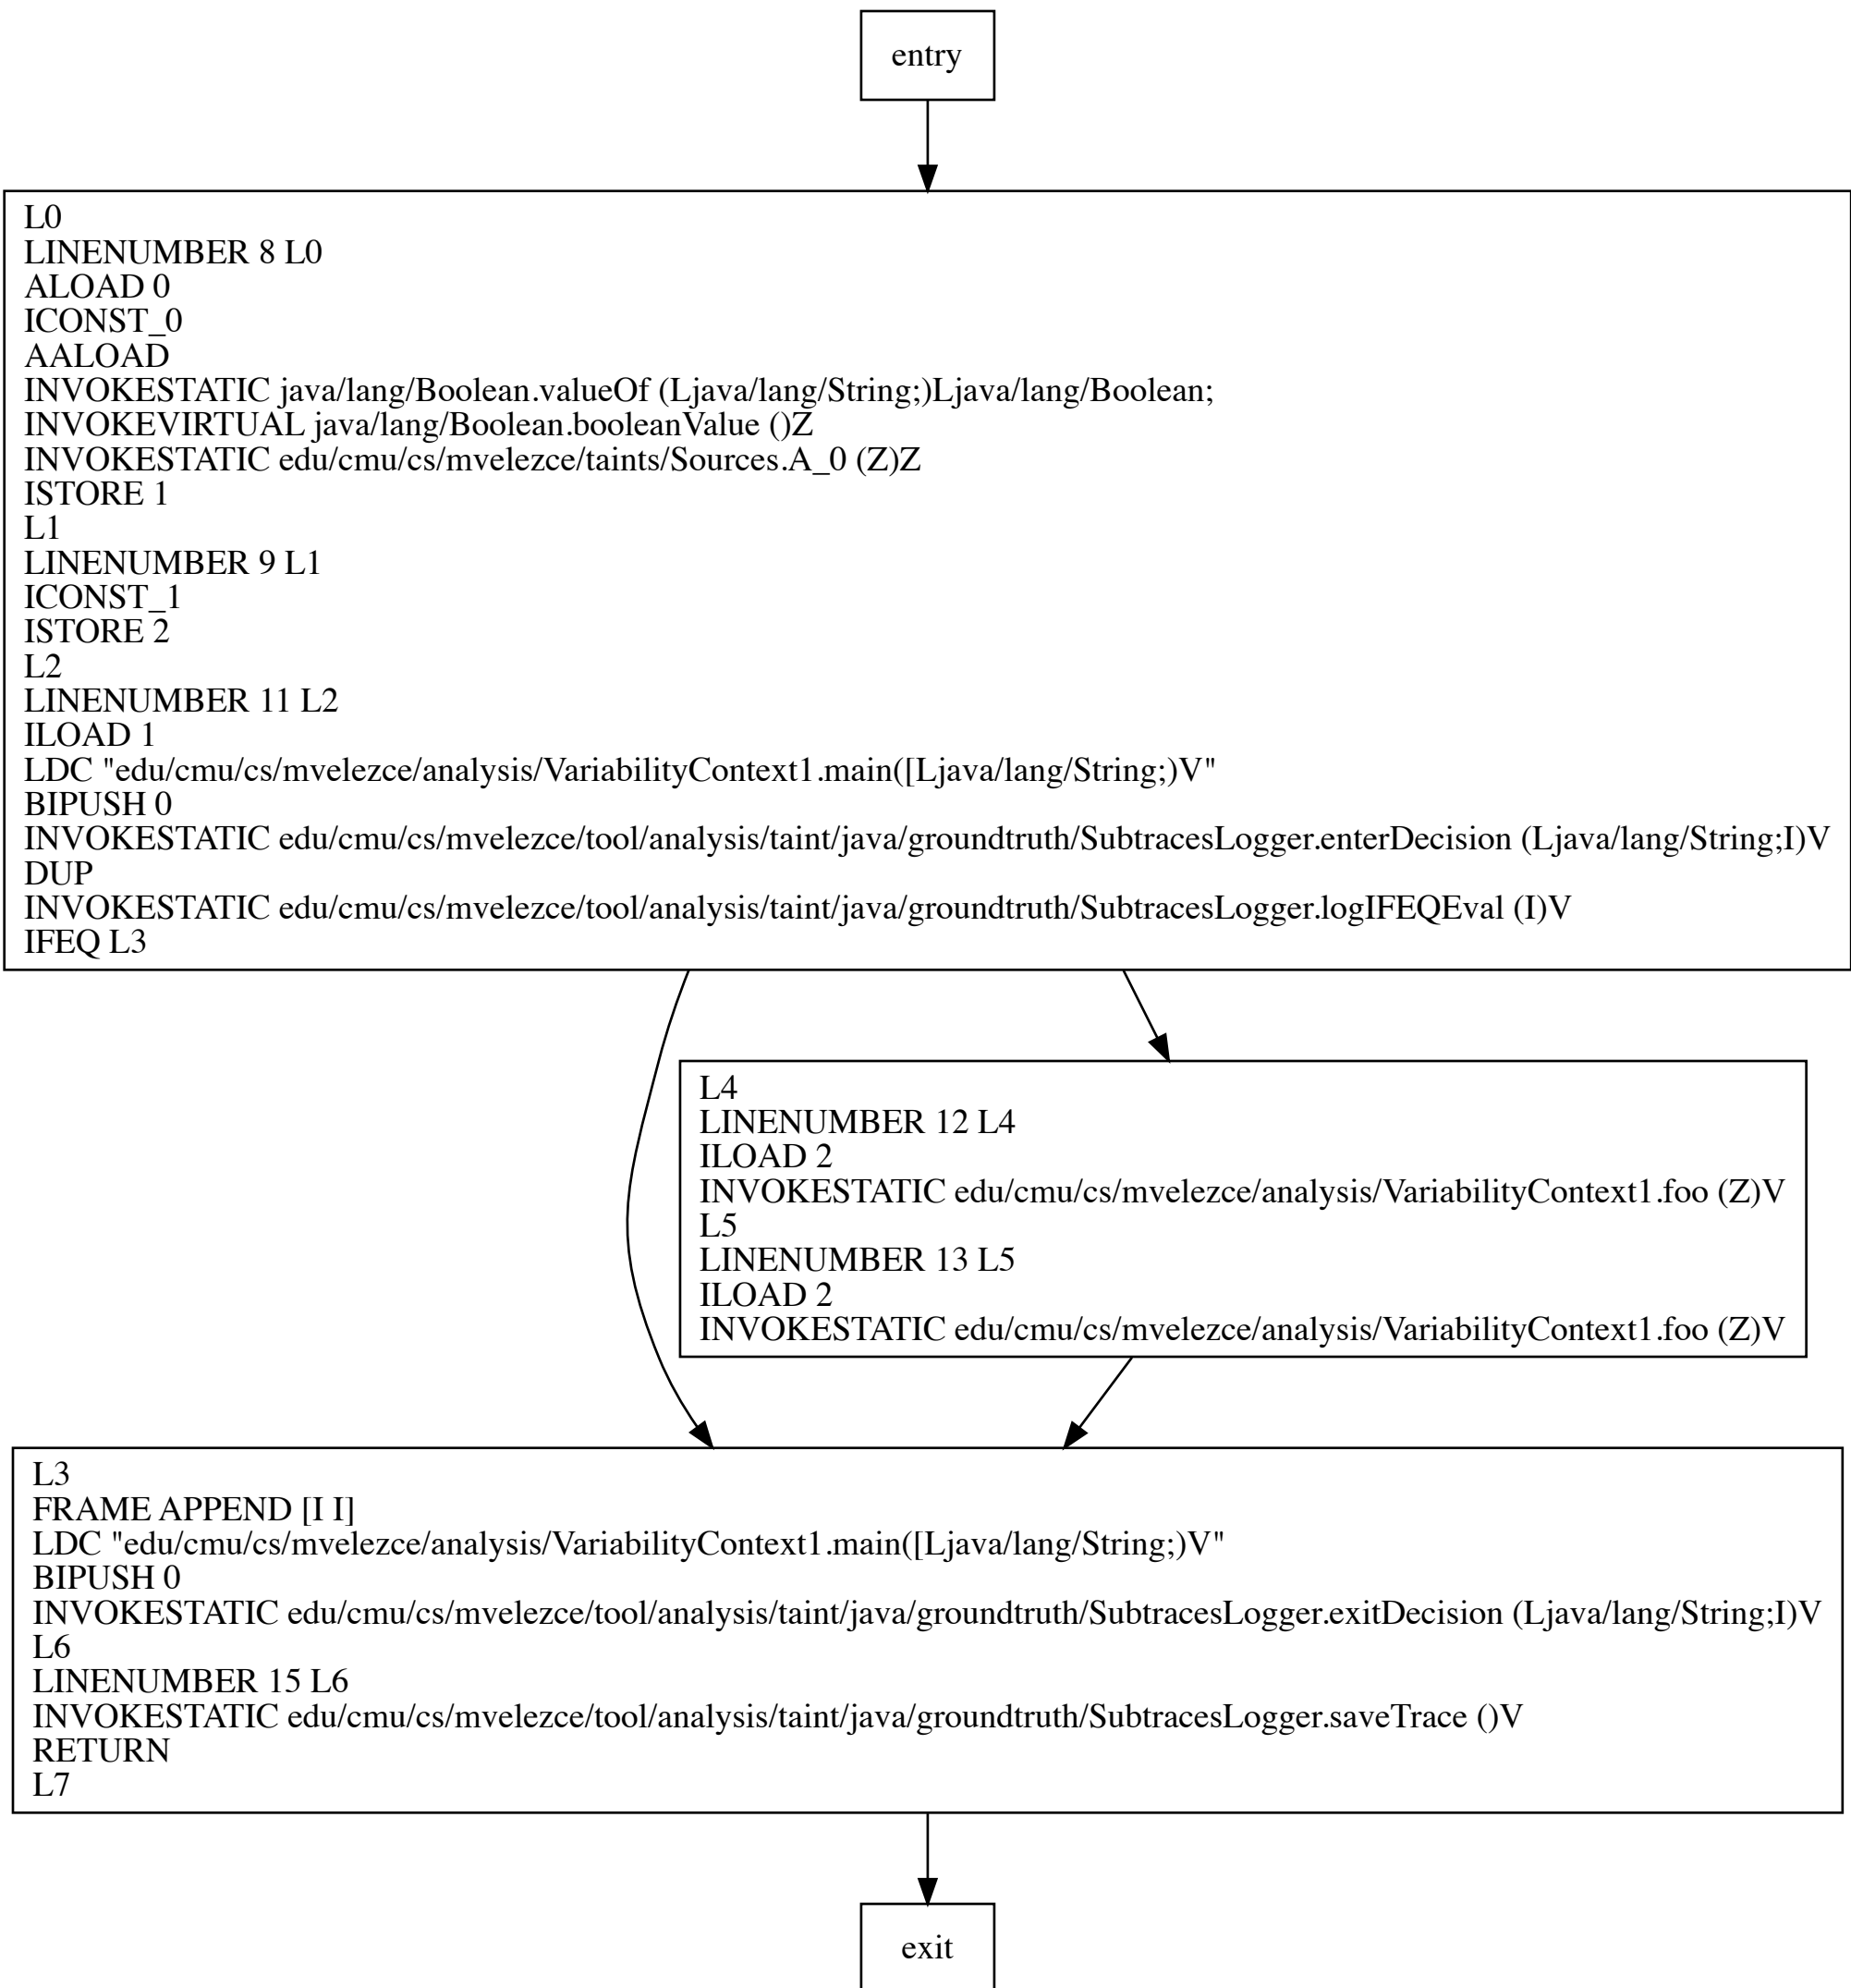 entry
L0
LINENUMBER 8 L0
ALOAD 0
ICONST_0
AALOAD
INVOKESTATIC java/lang/Boolean.valueOf (Ljava/lang/String;)Ljava/lang/Boolean;
INVOKEVIRTUAL java/lang/Boolean.booleanValue ()Z
INVOKESTATIC edu/cmu/cs/mvelezce/taints/Sources.A_0 (Z)Z
ISTORE 1
L1
LINENUMBER 9 L1
ICONST_1
ISTORE 2
L2
LINENUMBER 11 L2
ILOAD 1
LDC "edu/cmu/cs/mvelezce/analysis/VariabilityContext1.main([Ljava/lang/String;)V"
BIPUSH 0
INVOKESTATIC edu/cmu/cs/mvelezce/tool/analysis/taint/java/groundtruth/SubtracesLogger.enterDecision (Ljava/lang/String;I)V
DUP
INVOKESTATIC edu/cmu/cs/mvelezce/tool/analysis/taint/java/groundtruth/SubtracesLogger.logIFEQEval (I)V
IFEQ L3
L4
LINENUMBER 12 L4
ILOAD 2
INVOKESTATIC edu/cmu/cs/mvelezce/analysis/VariabilityContext1.foo (Z)V
L5
LINENUMBER 13 L5
ILOAD 2
INVOKESTATIC edu/cmu/cs/mvelezce/analysis/VariabilityContext1.foo (Z)V
L3
FRAME APPEND [I I]
LDC "edu/cmu/cs/mvelezce/analysis/VariabilityContext1.main([Ljava/lang/String;)V"
BIPUSH 0
INVOKESTATIC edu/cmu/cs/mvelezce/tool/analysis/taint/java/groundtruth/SubtracesLogger.exitDecision (Ljava/lang/String;I)V
L6
LINENUMBER 15 L6
INVOKESTATIC edu/cmu/cs/mvelezce/tool/analysis/taint/java/groundtruth/SubtracesLogger.saveTrace ()V
RETURN
L7
exit